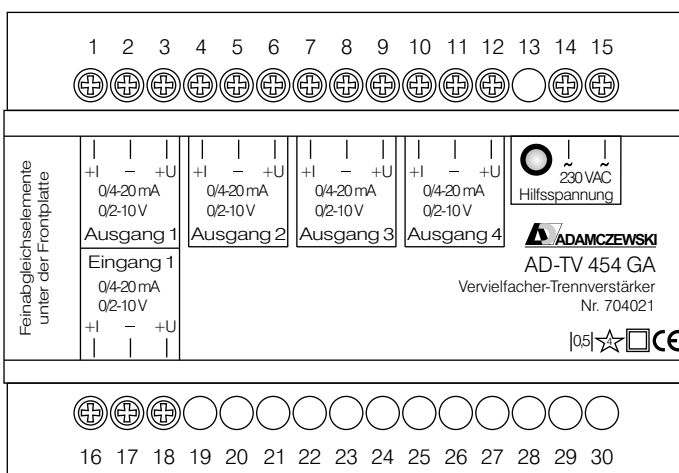 1 2 3 4 5 6 7 8 9 10 11 12 13 14 15
Feinabgleichselemente
unter der Frontplatte
+I – +U
0/4-20 mA
0/2-10 V
Ausgang 1
+I – +U
0/4-20 mA
0/2-10 V
Ausgang 2
+I – +U
0/4-20 mA
0/2-10 V
Ausgang 3
+I – +U
0/4-20 mA
0/2-10 V
Ausgang 4
~ ~
230 VAC
Hilfsspannung
Eingang 1
0/4-20 mA
0/2-10 V
+I – +U
ADAMCZEWSKI
AD-TV 454 GA
Vervielfacher-Trennverstärker
Nr. 704021
|0,5| 4 CE
16 17 18 19 20 21 22 23 24 25 26 27 28 29 30